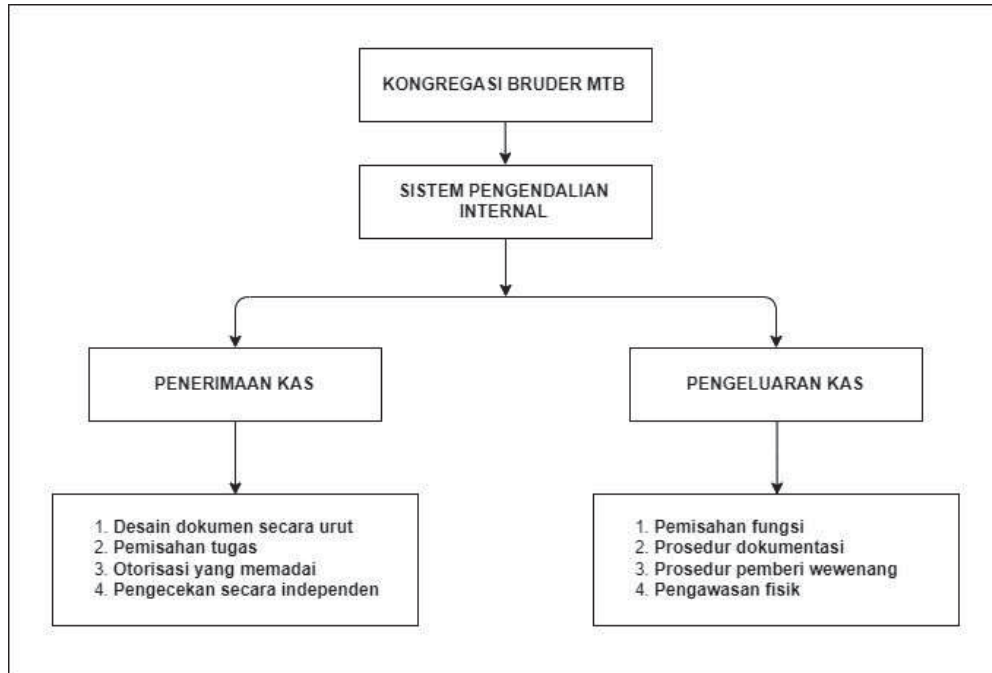 KONGREGASI BRUDER MTB
SISTEM PENGENDALIAN
INTERNAL
PENERIMAAN KAS
PENGELUARAN KAS
1. Desain dokumen secara urut
2. Pemisahan tugas
3. Otorisasi yang memadai
4. Pengecekan secara independen
1. Pemisahan fungsi
2. Prosedur dokumentasi
3. Prosedur pemberi wewenang
4. Pengawasan fisik